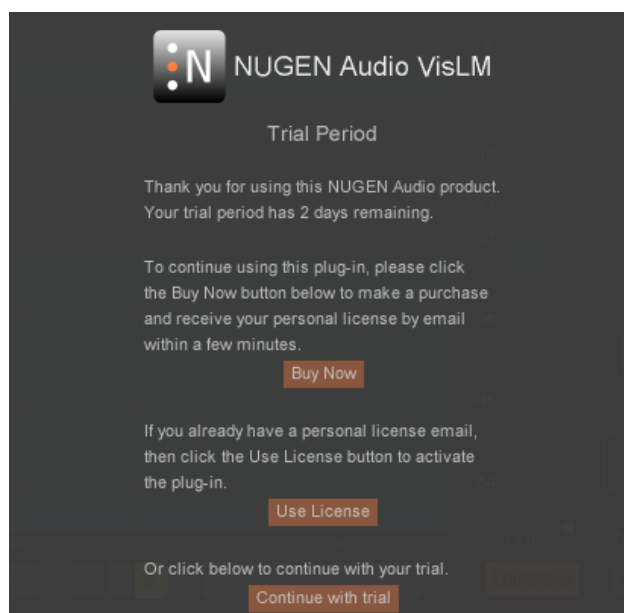 N NUGEN Audio VisLM
Trial Period
Thank you for using this NUGEN Audio product.
Your trial period has 2 days remaining.
To continue using this plug-in, please click
the Buy Now button below to make a purchase
and receive your personal license by email
within a few minutes.
Buy Now
If you already have a personal license email,
then click the Use License button to activate
the plug-in.
Use License
Or click below to continue with your trial.
Continue with trial